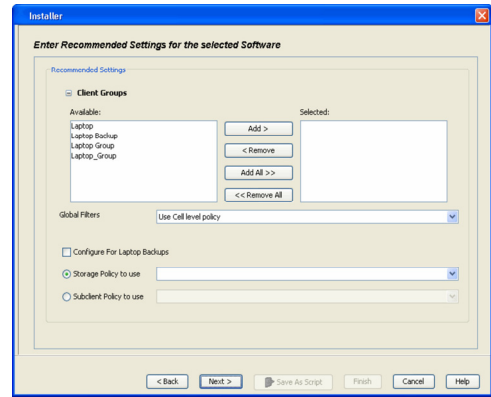 Installer
Enter Recommended Settings for the selected Software
Recommended Settings
Client Groups
Available:
Selected:
Laptop
Laptop Backup
Laptop Group
Laptop_Group
Add >
< Remove
Add All >>
<< Remove All
Global Filters
Use Cell level policy
Configure For Laptop Backups
Storage Policy to use
Subclient Policy to use
< Back
Next >
Save As Script
Finish
Cancel
Help